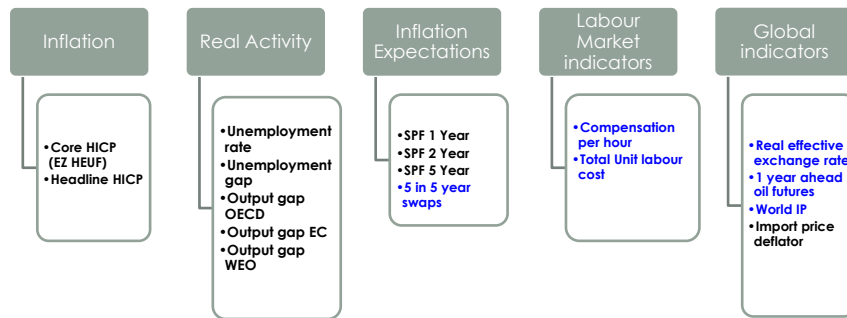 Inflation
• Core HICP
(EZ HEUF)
• Headline HICP
Real Activity
• Unemployment
rate
• Unemployment
gap
• Output gap
OECD
• Output gap EC
• Output gap
WEO
Inflation
Expectations
• SPF 1 Year
• SPF 2 Year
• SPF 5 Year
• 5 in 5 year
swaps
Labour
Market
indicators
• Compensation
per hour
• Total Unit labour
cost
Global
indicators
• Real effective
exchange rate
• 1 year ahead
oil futures
• World IP
• Import price
deflator